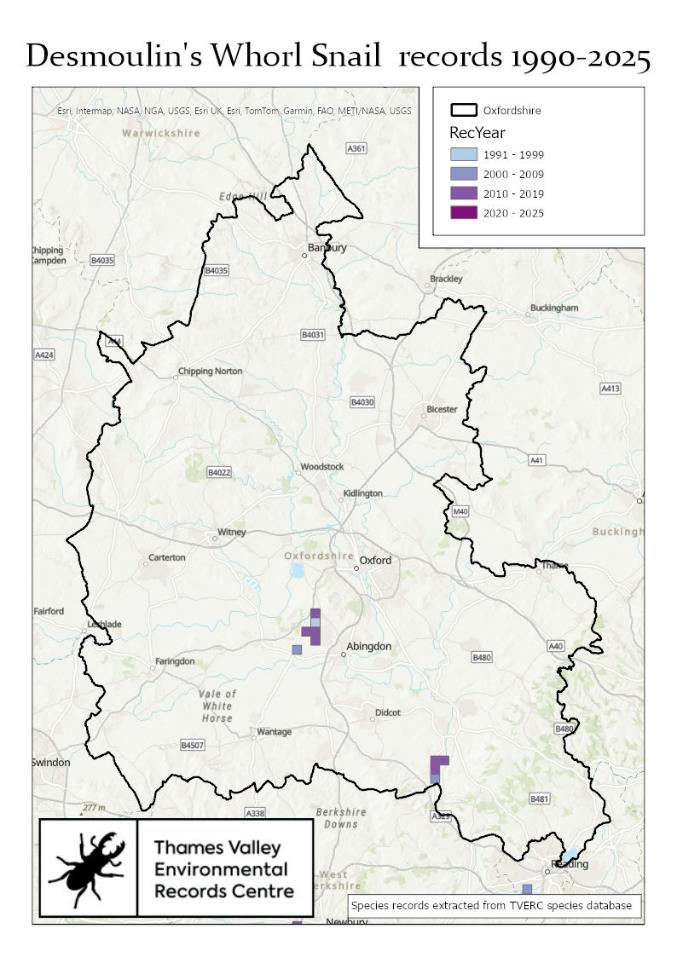 Desmoulin's Whorl Snail records 1990-2025
Esri, Intermap, NASA, NGA, USGS, Esri UK, Esri, TomTom, Garmin, FAO, METI/NASA, USGS
Oxfordshire
RecYear
1991 - 1999
2000 - 2009
2010 - 2019
2020 - 2025
Warwickshire
A361
Edge Hill
Banbury
Chipping
Campden
B4035
B4035
Brackley
Buckingham
A44
B4031
A424
Chipping Norton
A413
B4030
Bicester
A41
Woodstock
B4022
Kidlington
M40
Witney
Buckingh
Oxfordshire
Carterton
Oxford
Thame
Fairford
Lechlade
Abingdon
A40
B480
Faringdon
Vale of
White
Horse
Didcot
B480
Wantage
B4507
Swindon
B481
277 m
A338
Berkshire
Downs
A329
Reading
West
erkshire
Newbury
Thames Valley
Environmental
Records Centre
Species records extracted from TVERC species database